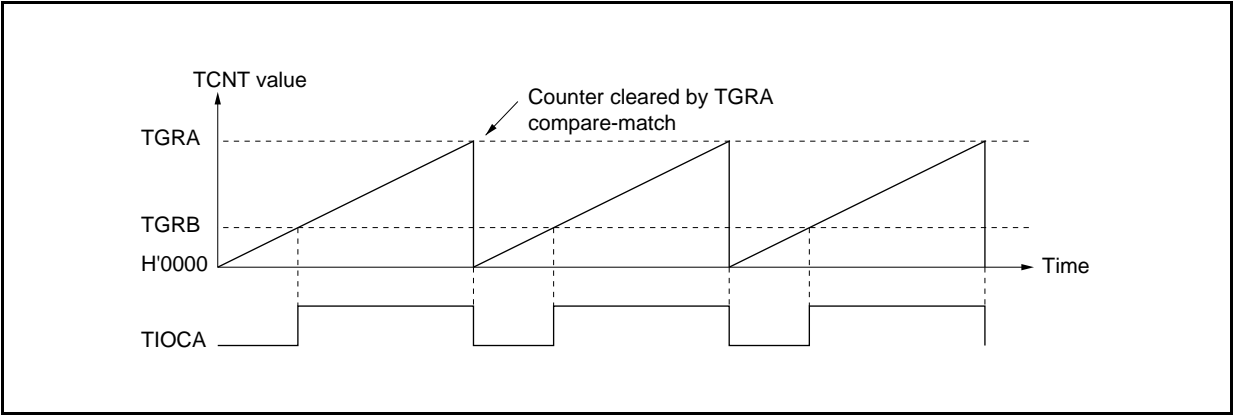 TCNT value
Counter cleared by TGRA
compare-match
TGRA
TGRB
H'0000
Time
TIOCA